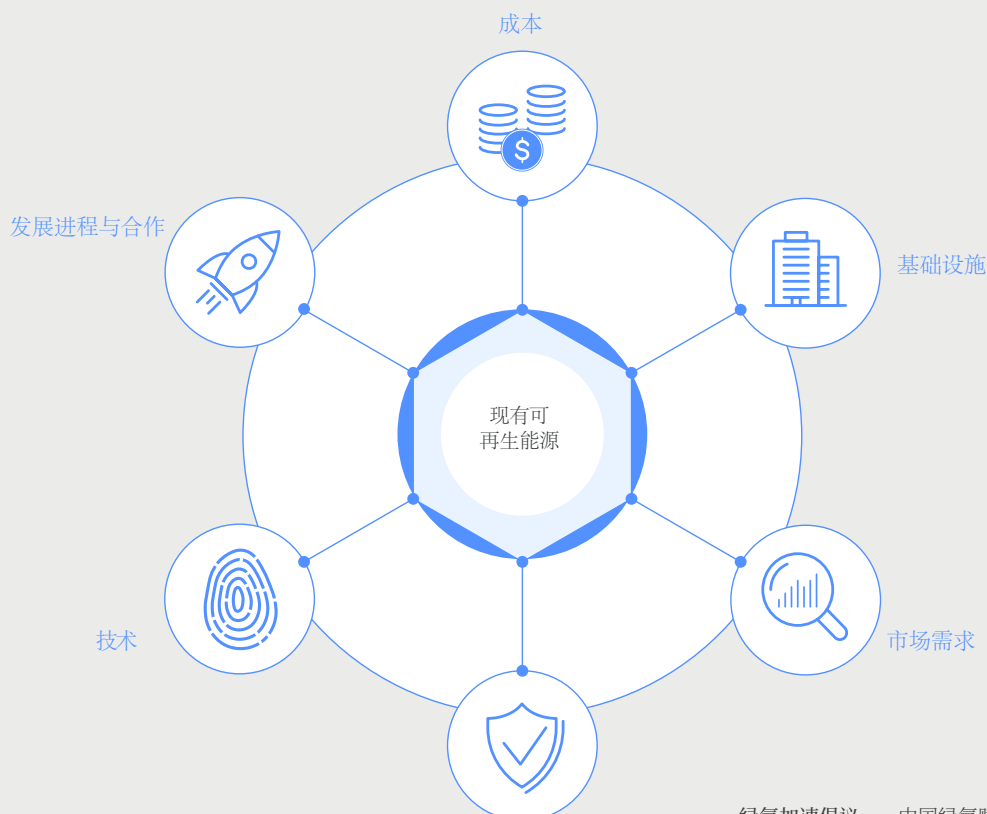 成本
发展进程与合作
基础设施
现有可
再生能源
$
技术
市场需求